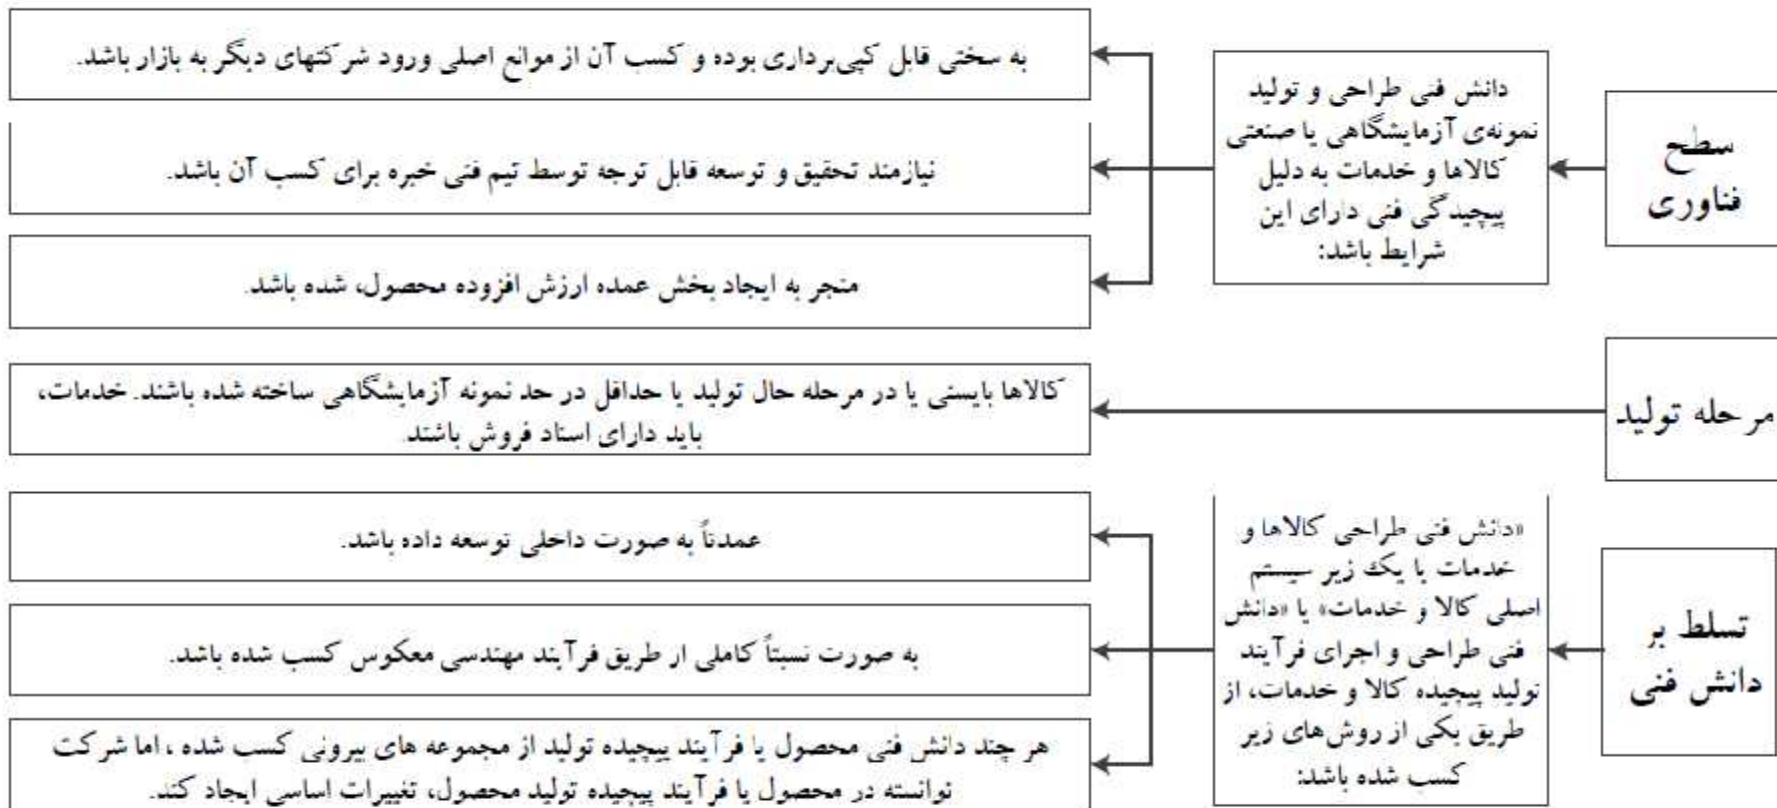 سطح
فناوری
دانش فنی طراحی و تولید
نمونه‌ی آزمایشگاهی یا صنعتی
کالاها و خدمات به دلیل
پیچیدگی فنی دارای این
شرایط باشد:
به سختی قابل کپی‌برداری بوده و کسب آن از موانع اصلی ورود شرکتهای دیگر به بازار باشد.
نیازمند تحقیق و توسعه قابل توجه توسط تیم فنی خبره برای کسب آن باشد.
منجر به ایجاد بخش عمده ارزش افزوده محصول، شده باشد.
مرحله تولید
کالاها بایستی یا در مرحله حال تولید یا حداقل در حد نمونه آزمایشگاهی ساخته شده باشند. خدمات،
باید دارای اسناد فروش باشند.
تسلط بر
دانش فنی
«دانش فنی طراحی کالاها و
خدمات با یک زیر سیستم
اصلی کالا و خدمات» یا «دانش
فنی طراحی و اجرای فرآیند
تولید پیچیده کالا و خدمات، از
طریق یکی از روش‌های زیر
کسب شده باشد:
عمدتاً به صورت داخلی توسعه داده باشد.
به صورت نسبتاً کاملی از طریق فرآیند مهندسی معکوس کسب شده باشد.
هر چند دانش فنی محصول یا فرآیند پیچیده تولید از مجموعه های بیرونی کسب شده ، اما شرکت
توانسته در محصول یا فرآیند پیچیده تولید محصول، تغییرات اساسی ایجاد کند.